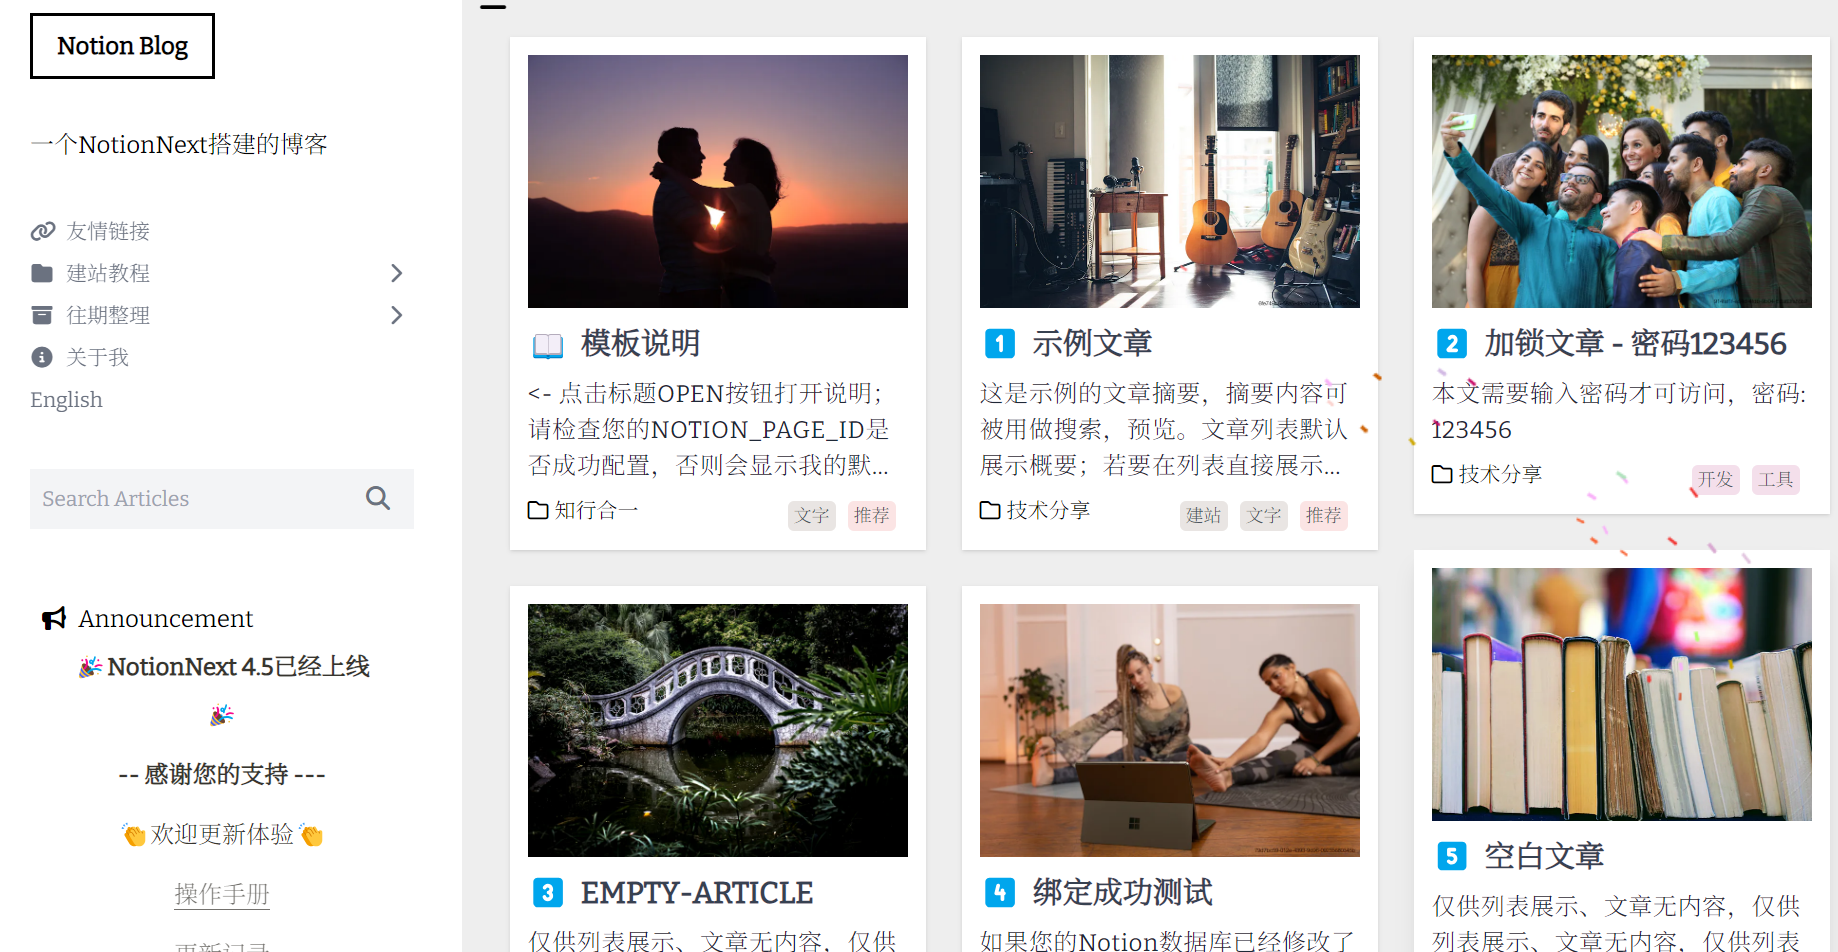 Notion Blog
一个NotionNext搭建的博客
友情链接
建站教程
往期整理
关于我
English
Search Articles
Announcement
🎉 NotionNext 4.5已经上线
🎉
-- 感谢您的支持 ---
👏 欢迎更新体验 👏
操作手册
更新记录
📖 模板说明
<- 点击标题OPEN按钮打开说明；
请检查您的NOTION_PAGE_ID是
否成功配置，否则会显示我的默...
知行合一
文字
推荐
1 示例文章
这是示例的文章摘要，摘要内容可
被用做搜索，预览。文章列表默认
展示概要；若要在列表直接展示...
技术分享
建站
文字
推荐
2 加锁文章 - 密码123456
本文需要输入密码才可访问，密码：
123456
技术分享
开发
工具
3 EMPTY-ARTICLE
仅供列表展示、文章无内容，仅供
4 绑定成功测试
如果您的Notion数据库已经修改了
5 空白文章
仅供列表展示、文章无内容，仅供
列表展示、文章无内容，仅供列表